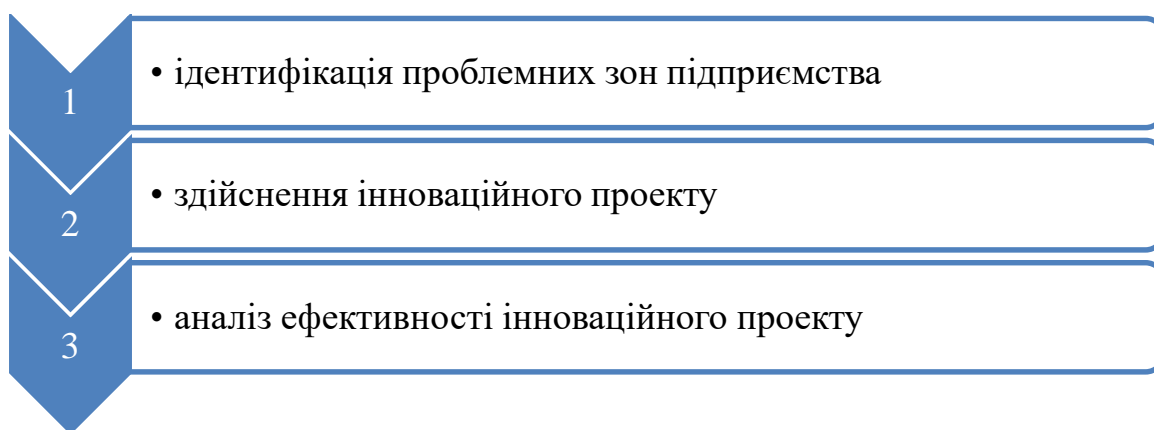 1
• ідентифікація проблемних зон підприємства
2
• здійснення інноваційного проекту
3
• аналіз ефективності інноваційного проекту